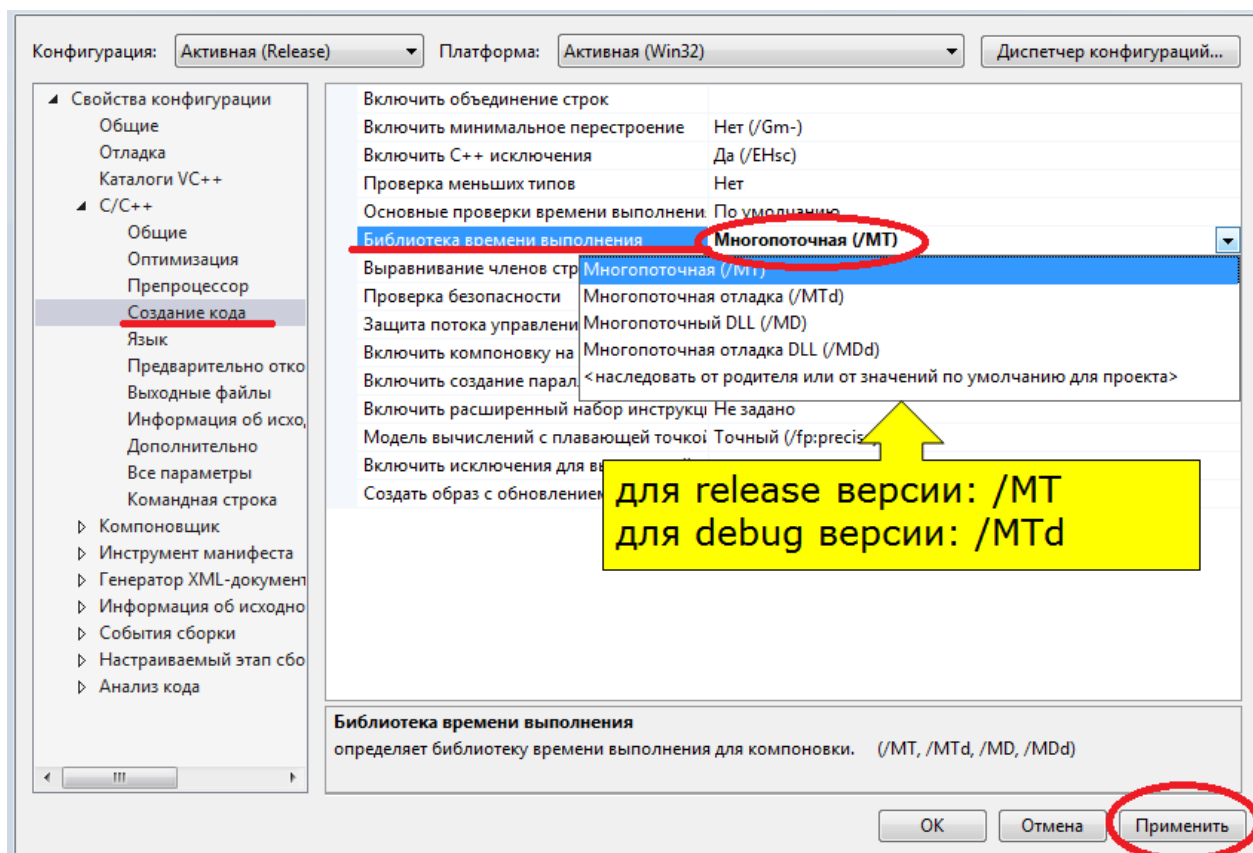 Конфигурация: Активная (Release) Платформа: Активная (Win32) Диспетчер конфигураций...
Свойства конфигурации
Общие
Отладка
Каталоги VC++
C/C++
Общие
Оптимизация
Препроцессор
Создание кода
Язык
Предварительно отко
Выходные файлы
Информация об исхо
Дополнительно
Все параметры
Командная строка
Компоновщик
Инструмент манифеста
Генератор XML-документ
Информация об исходно
События сборки
Настраиваемый этап сбо
Анализ кода
Включить объединение строк
Включить минимальное перестроение Нет (/Gm-)
Включить C++ исключения Да (/EHsc)
Проверка меньших типов Нет
Основные проверки времени выполнени По умолчанию
Библиотека времени выполнения Многопоточная (/MT)
Выравнивание членов стр
Проверка безопасности
Защита потока управлени
Включить компоновку на
Включить создание парал
Включить расширенный набор инструкц Не задано
Модель вычислений с плавающей точкой Точный (/fp:precis
Включить исключения для вы
Создать образ с обновлением
Многопоточная (/MT)
Многопоточная отладка (/MTd)
Многопоточный DLL (/MD)
Многопоточная отладка DLL (/MDd)
<наследовать от родителя или от значений по умолчанию для проекта>
для release версии: /MT
для debug версии: /MTd
Библиотека времени выполнения
определяет библиотеку времени выполнения для компоновки. (/MT, /MTd, /MD, /MDd)
OK Отмена Применить